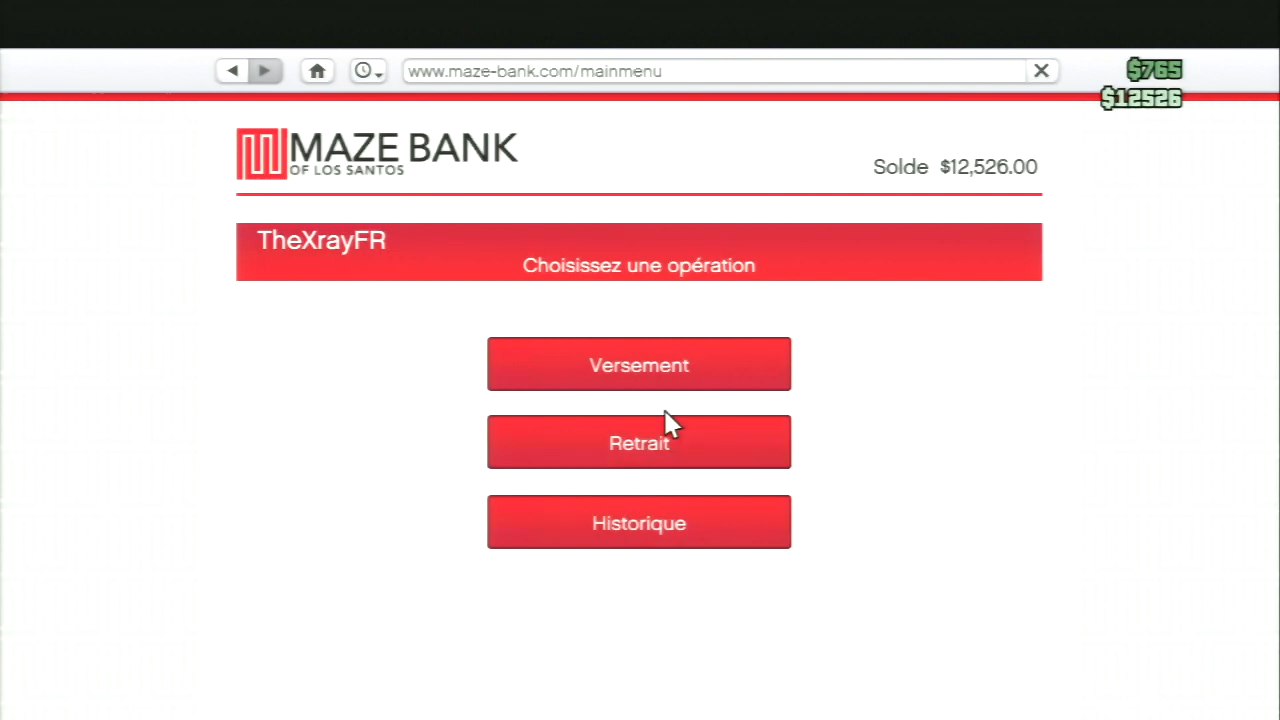 www.maze-bank.com/mainmenu
$765
$12526
MAZE BANK
OF LOS SANTOS
Solde $12,526.00
TheXrayFR
Choisissez une opération
Versement
Retrait
Historique